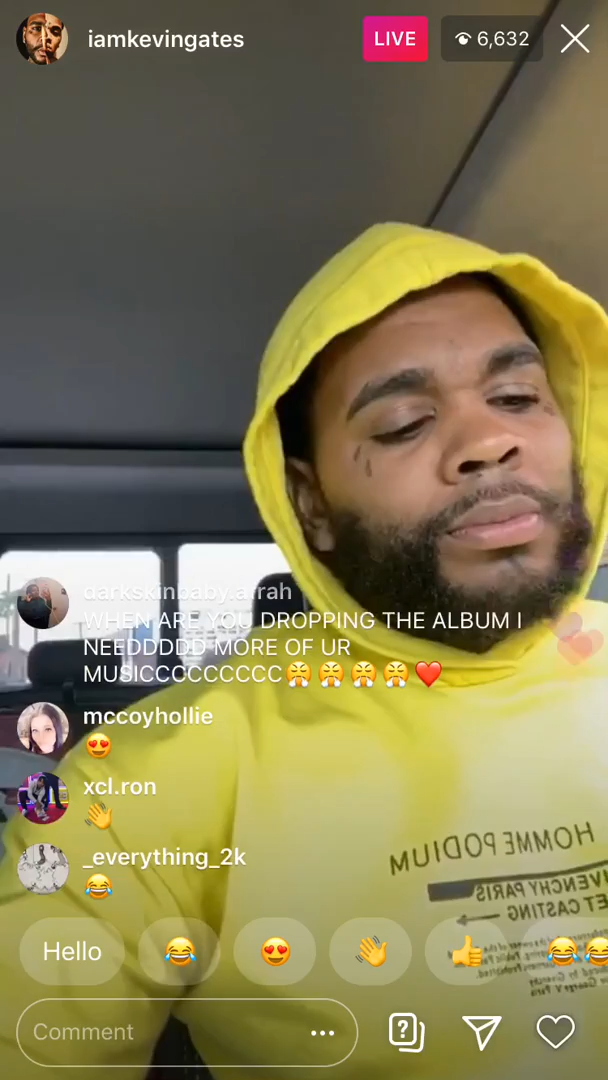 iamkevingates
LIVE
6,632
darkskinbaby.arrah
WHEN ARE YOU DROPPING THE ALBUM I
NEEDDDDD MORE OF UR
MUSICCCCCCCCC😤😤😤😤❤️
mccoyhollie
😍
xcl.ron
👋
_everything_2k
😂
HOMME PODIUM
GIVENCHY PARIS
CASTING
Hello 😂 😍 👋 👍 😂😂
Comment